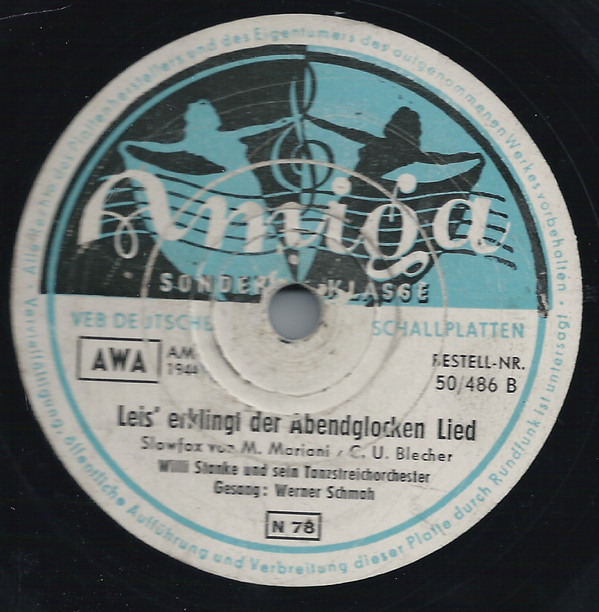 Alle Rechte des Plattenherstellers und des Eigentümers des aufgenommenen Werkes vorbehalten ·
Amiga
SONDER KLASSE
VEB DEUTSCHE SCHALLPLATTEN
AWA
AM
1944
BESTELL-NR.
50/486 B
Leis' erklingt der Abendglocken Lied
Slowfox von M. Mariani / C. U. Blecher
Willi Stanke und sein Tanzstreichorchester
Gesang: Werner Schmah
N 78
Vervielfältigung, öffentliche Aufführung und Verbreitung dieser Platte durch Rundfunk ist untersagt ·